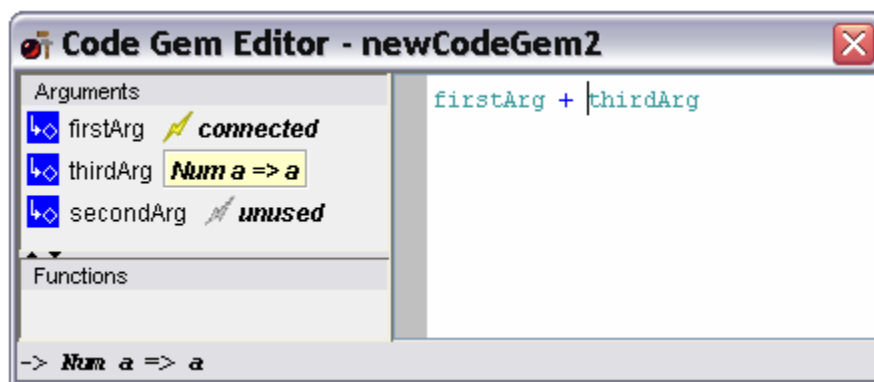 Code Gem Editor - newCodeGem2
Arguments
firstArg connected
thirdArg Num a => a
secondArg unused
Functions
firstArg + thirdArg
-> Num a => a